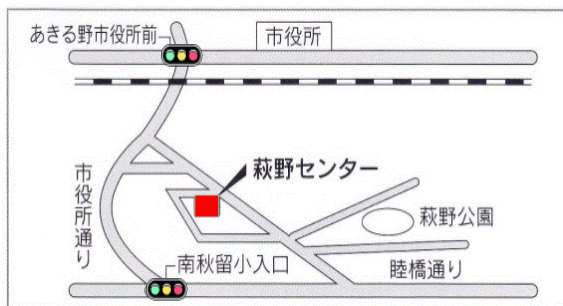 あきる野市役所前
市役所
萩野センター
市役所通り
萩野公園
南秋留小入口
睦橋通り